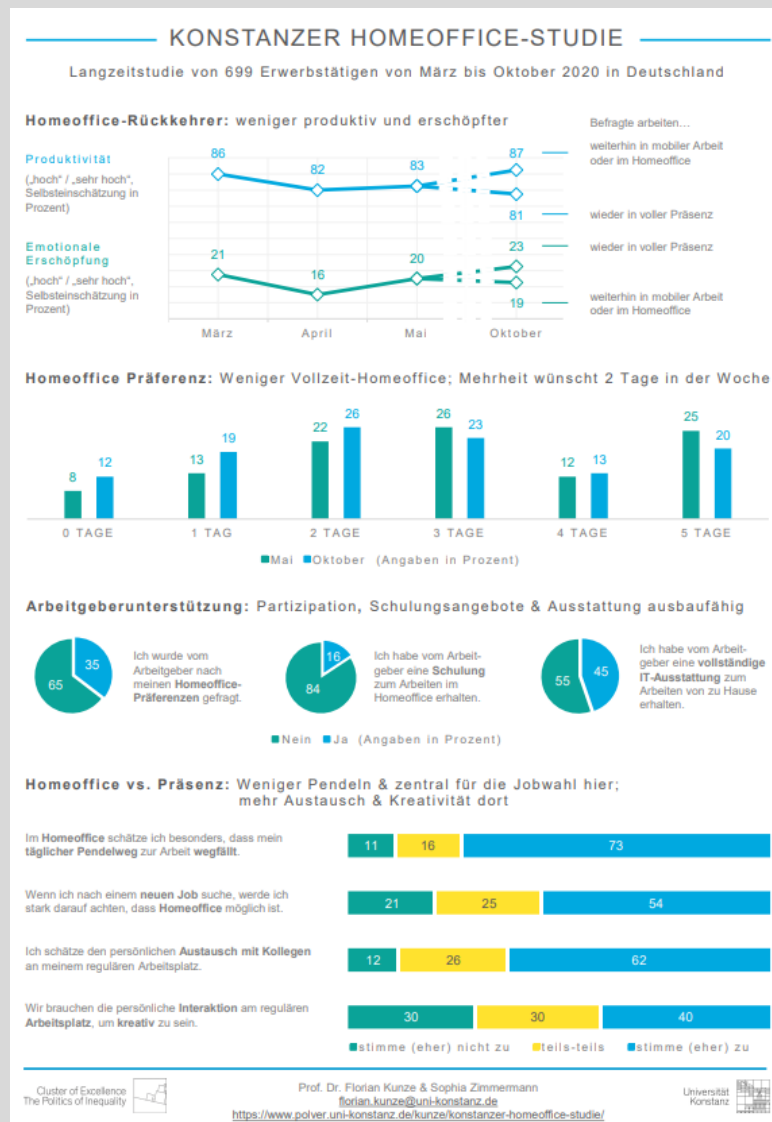 KONSTANZER HOMEOFFICE-STUDIE
Langzeitstudie von 699 Erwerbstätigen von März bis Oktober 2020 in Deutschland
Homeoffice-Rückkehrer: weniger produktiv und erschöpfter
Befragte arbeiten…
Produktivität
(„hoch“ / „sehr hoch“,
Selbsteinschätzung in
Prozent)
86
82
83
87
weiterhin in mobiler Arbeit
oder im Homeoffice
81
wieder in voller Präsenz
Emotionale
Erschöpfung
(„hoch“ / „sehr hoch“,
Selbsteinschätzung in
Prozent)
21
16
20
23
wieder in voller Präsenz
19
weiterhin in mobiler Arbeit
oder im Homeoffice
März April Mai Oktober
Homeoffice Präferenz: Weniger Vollzeit-Homeoffice; Mehrheit wünscht 2 Tage in der Woche
8 12 13 19 22 26 26 23 12 13 25 20
0 TAGE 1 TAG 2 TAGE 3 TAGE 4 TAGE 5 TAGE
Mai Oktober (Angaben in Prozent)
Arbeitgeberunterstützung: Partizipation, Schulungsangebote & Ausstattung ausbaufähig
65 35
Ich wurde vom
Arbeitgeber nach
meinen Homeoffice-
Präferenzen gefragt.
84 16
Ich habe vom Arbeit-
geber eine Schulung
zum Arbeiten im
Homeoffice erhalten.
55 45
Ich habe vom Arbeit-
geber eine vollständige
IT-Ausstattung zum
Arbeiten von zu Hause
erhalten.
Nein Ja (Angaben in Prozent)
Homeoffice vs. Präsenz: Weniger Pendeln & zentral für die Jobwahl hier;
mehr Austausch & Kreativität dort
Im Homeoffice schätze ich besonders, dass mein
täglicher Pendelweg zur Arbeit wegfällt.
11 16 73
Wenn ich nach einem neuen Job suche, werde ich
stark darauf achten, dass Homeoffice möglich ist.
21 25 54
Ich schätze den persönlichen Austausch mit Kollegen
an meinem regulären Arbeitsplatz.
12 26 62
Wir brauchen die persönliche Interaktion am regulären
Arbeitsplatz, um kreativ zu sein.
30 30 40
stimme (eher) nicht zu teils-teils stimme (eher) zu
Cluster of Excellence
The Politics of Inequality
Prof. Dr. Florian Kunze & Sophia Zimmermann
florian.kunze@uni-konstanz.de
https://www.polver.uni-konstanz.de/kunze/konstanzer-homeoffice-studie/
Universität
Konstanz